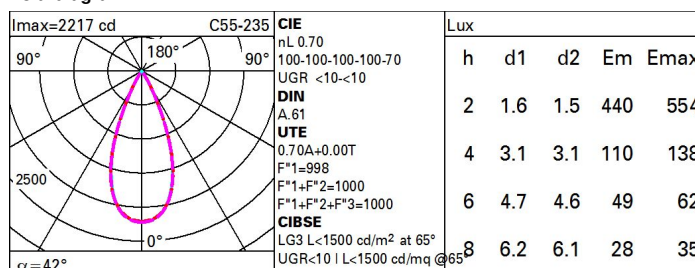 Imax=2217 cd C55-235
90° 180° 90°
2500
0°
α=42°
CIE
nL 0.70
100-100-100-100-70
UGR <10-<10
DIN
A.61
UTE
0.70A+0.00T
F"1=998
F"1+F"2=1000
F"1+F"2+F"3=1000
CIBSE
LG3 L<1500 cd/m² at 65°
UGR<10 | L<1500 cd/mq @65°
Lux
h d1 d2 Em Emax
2 1.6 1.5 440 554
4 3.1 3.1 110 138
6 4.7 4.6 49 62
8 6.2 6.1 28 35